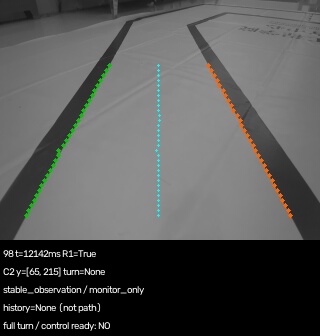 98 t=12142ms R1=True
C2 y=[65, 215] turn=None
stable_observation / monitor_only
history=None (not path)
full turn / control ready: NO